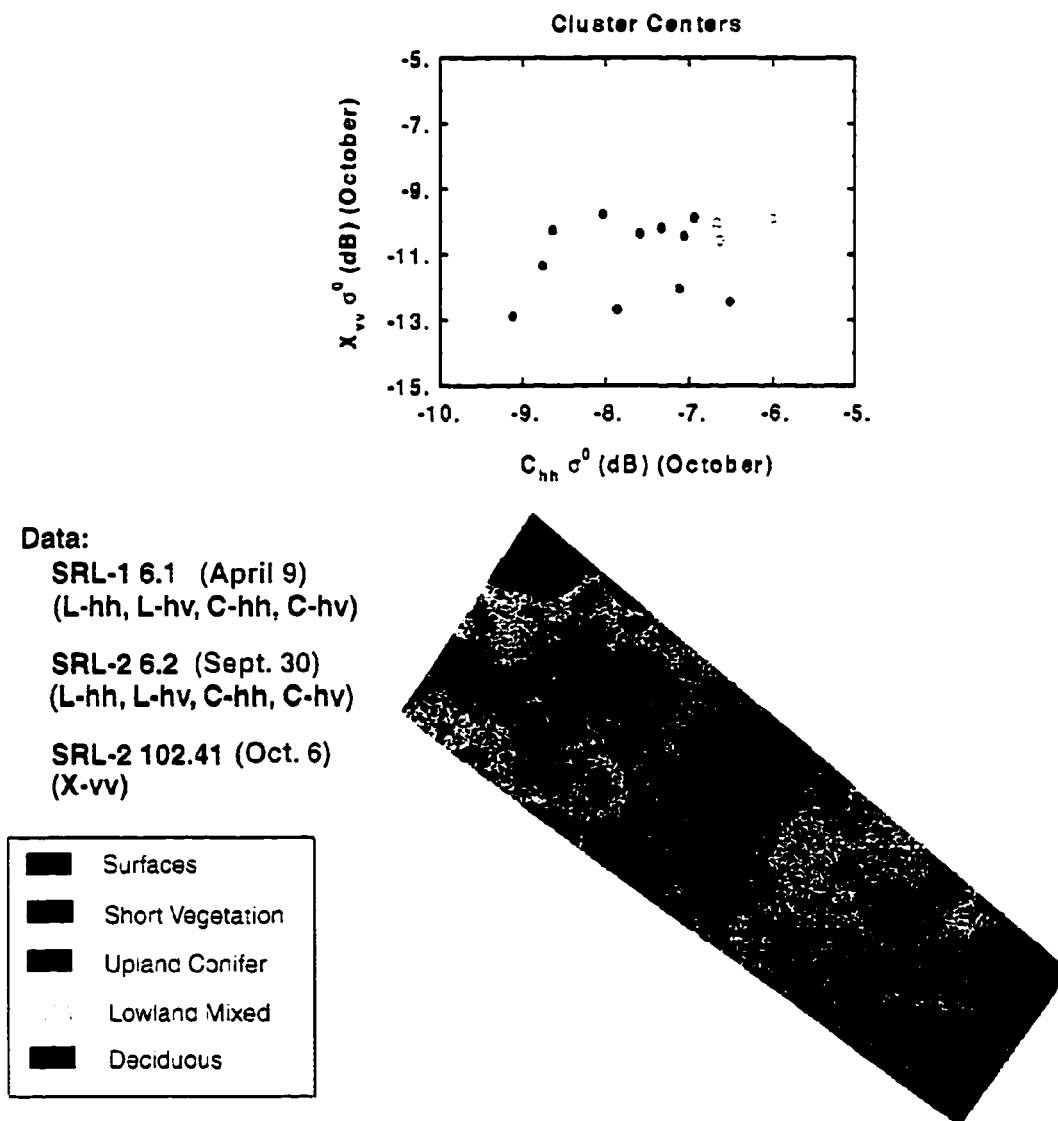 Cluster Centers
X_vv σ^0 (dB) (October)
-5.
-7.
-9.
-11.
-13.
-15.
-10. -9. -8. -7. -6. -5.
C_hh σ^0 (dB) (October)
Data:
SRL-1 6.1 (April 9)
(L-hh, L-hv, C-hh, C-hv)
SRL-2 6.2 (Sept. 30)
(L-hh, L-hv, C-hh, C-hv)
SRL-2 102.41 (Oct. 6)
(X-vv)
Surfaces
Short Vegetation
Upland Conifer
Lowland Mixed
Deciduous